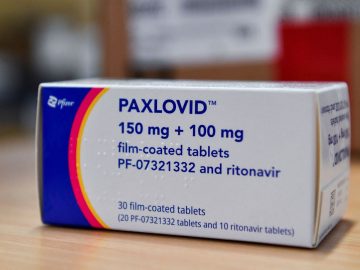 Pfizer
PAXLOVID™
150 mg + 100 mg
film-coated tablets
PF-07321332 and ritonavir
30 film-coated tablets
(20 PF-07321332 tablets and 10 ritonavir tablets)